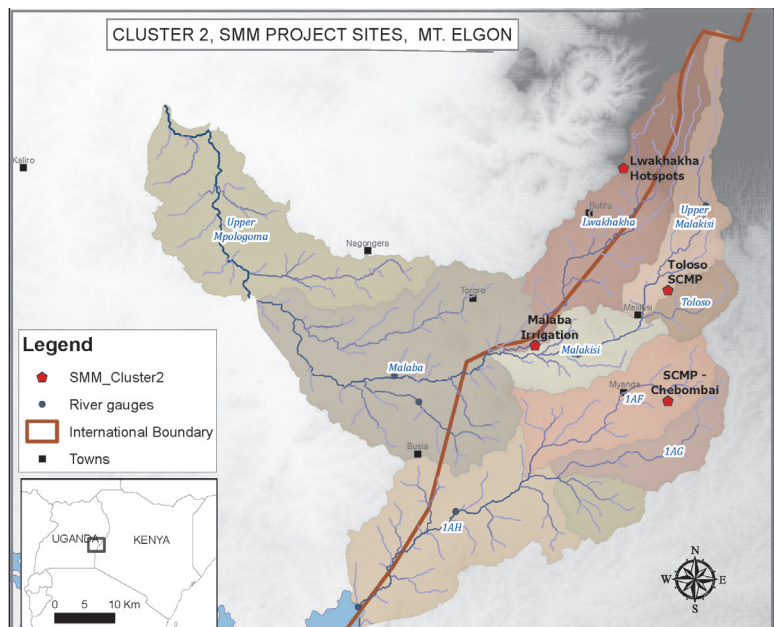 CLUSTER 2, SMM PROJECT SITES, MT. ELGON
Kaliro
Lwakhakha
Hotspots
Butiru
Lwakhakha
Upper
Malakisi
Upper
Mpologoma
Nagongera
Toloso
SCMP
Toloso
Tororo
Malakisi
Malaba
Irrigation
Malakisi
Malaba
SCMP -
Chebombai
Myanga
1AF
1AG
Busia
1AH
Legend
SMM_Cluster2
River gauges
International Boundary
Towns
UGANDA
KENYA
0 5 10 Km
N
W E
S